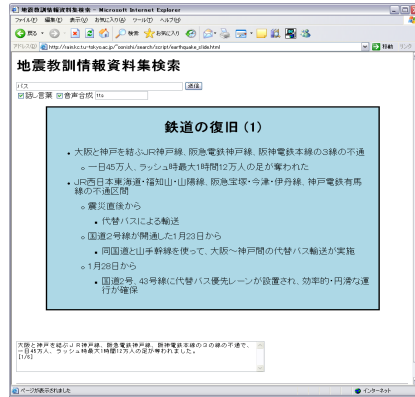 地震教訓情報資料集検索 - Microsoft Internet Explorer
ファイル(F) 編集(E) 表示(V) お気に入り(A) ツール(T) ヘルプ(H)
戻る 検索 お気に入り
アドレス(D) 移動 リンク
地震教訓情報資料集検索
バス 送信
話し言葉 音声合成
鉄道の復旧 (1)
大阪と神戸を結ぶJR神戸線、阪急電鉄神戸線、阪神電鉄本線の3線の不通
一日45万人、ラッシュ時最大1時間12万人の足が奪われた
JR西日本東海道・福知山・山陽線、阪急宝塚・今津・伊丹線、神戸電鉄有馬
線の不通区間
震災直後から
代替バスによる輸送
国道2号線が開通した1月23日から
同国道と山手幹線を使って、大阪～神戸間の代替バス輸送が実施
1月28日から
国道2号、43号線に代替バス優先レーンが設置され、効率的・円滑な運
行が確保
大阪と神戸を結ぶＪＲ神戸線、阪急電鉄神戸線、阪神電鉄本線の３の線の不通で、
一日45万人、ラッシュ時最大1時間12万人の足が奪われました。
[1/6]
ページが表示されました インターネット